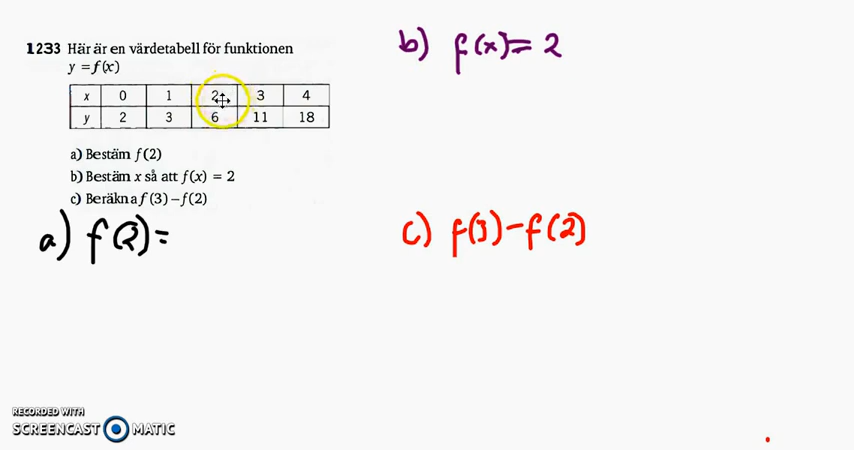 1233 Här är en värdetabell för funktionen
y = f(x)
x 0 1 2 3 4
y 2 3 6 11 18
a) Bestäm f(2)
b) Bestäm x så att f(x) = 2
c) Beräkna f(3) – f(2)
a) f(2) =
b) f(x) = 2
c) f(3) – f(2)
RECORDED WITH
SCREENCAST MATIC